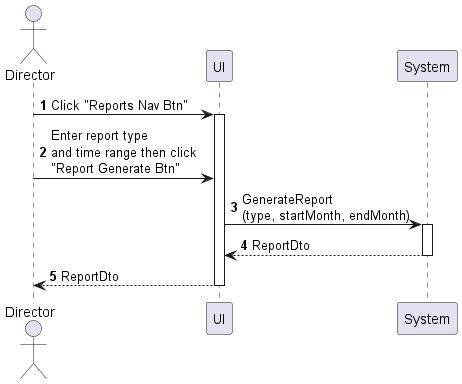 Director
UI
System
1 Click "Reports Nav Btn"
Enter report type
2 and time range then click
"Report Generate Btn"
3 GenerateReport
(type, startMonth, endMonth)
4 ReportDto
5 ReportDto
Director
UI
System